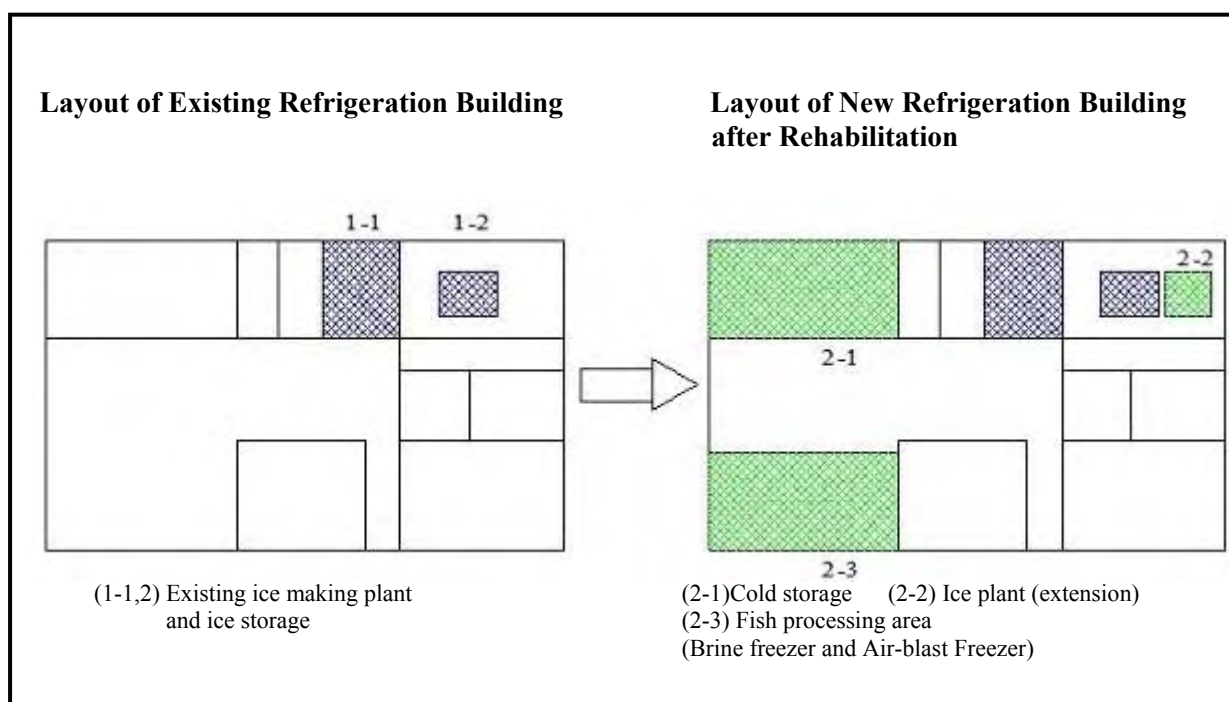 Layout of Existing Refrigeration Building
Layout of New Refrigeration Building
after Rehabilitation
1-1
1-2
2-2
2-1
2-3
(1-1,2) Existing ice making plant
and ice storage
(2-1)Cold storage (2-2) Ice plant (extension)
(2-3) Fish processing area
(Brine freezer and Air-blast Freezer)